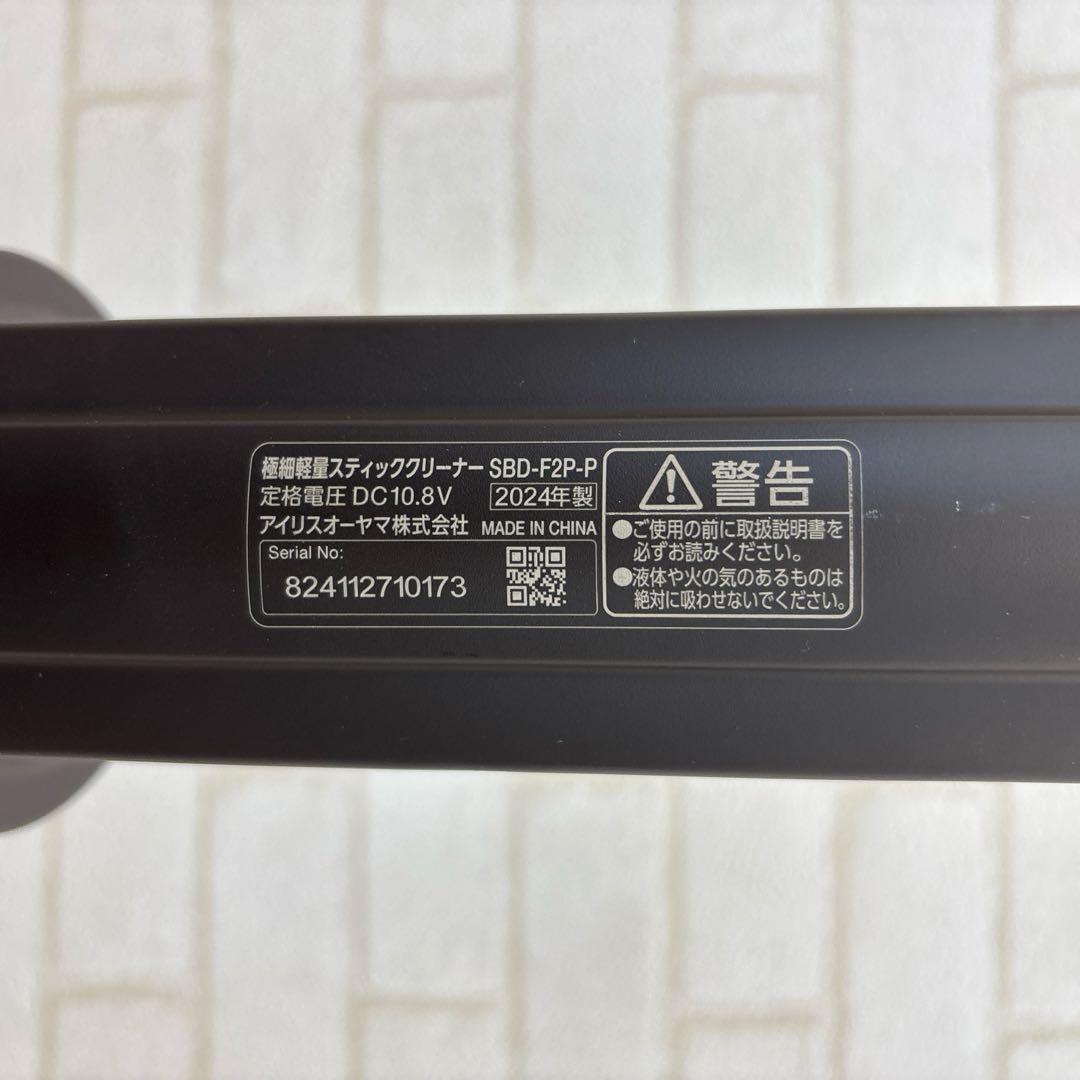 極細軽量スティッククリーナー SBD-F2P-P
定格電圧 DC10.8V 2024年製
アイリスオーヤマ株式会社 MADE IN CHINA
Serial No:
824112710173
警告
●ご使用の前に取扱説明書を
必ずお読みください。
●液体や火の気のあるものは
絶対に吸わせないでください。